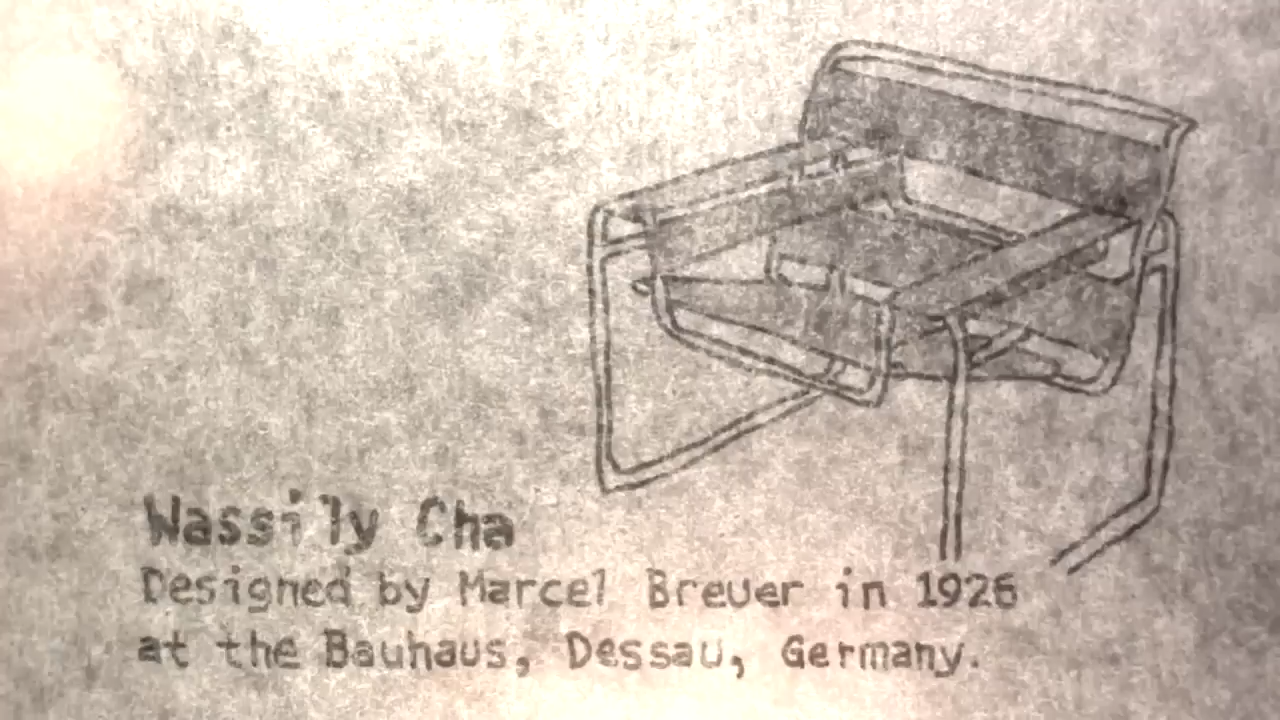 Wassily Cha
Designed by Marcel Breuer in 1926
at the Bauhaus, Dessau, Germany.